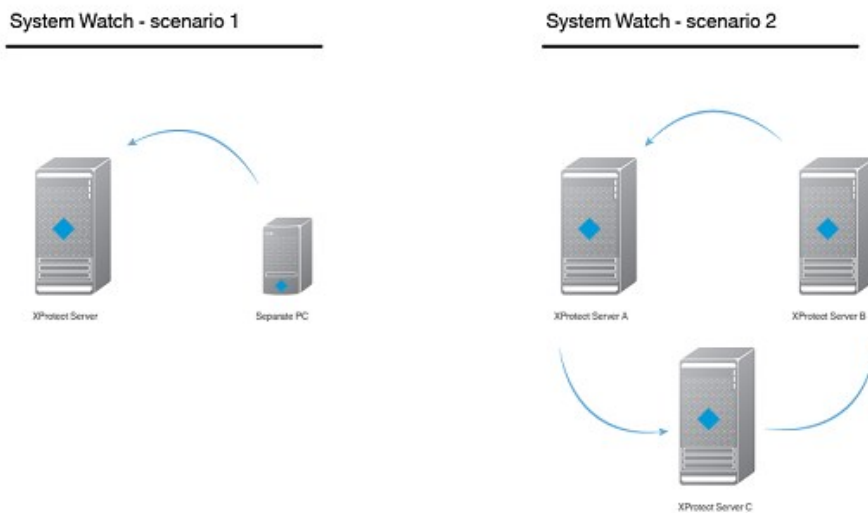 System Watch - scenario 1
System Watch - scenario 2
XProtect Server
Separate PC
XProtect Server A
XProtect Server B
XProtect Server C